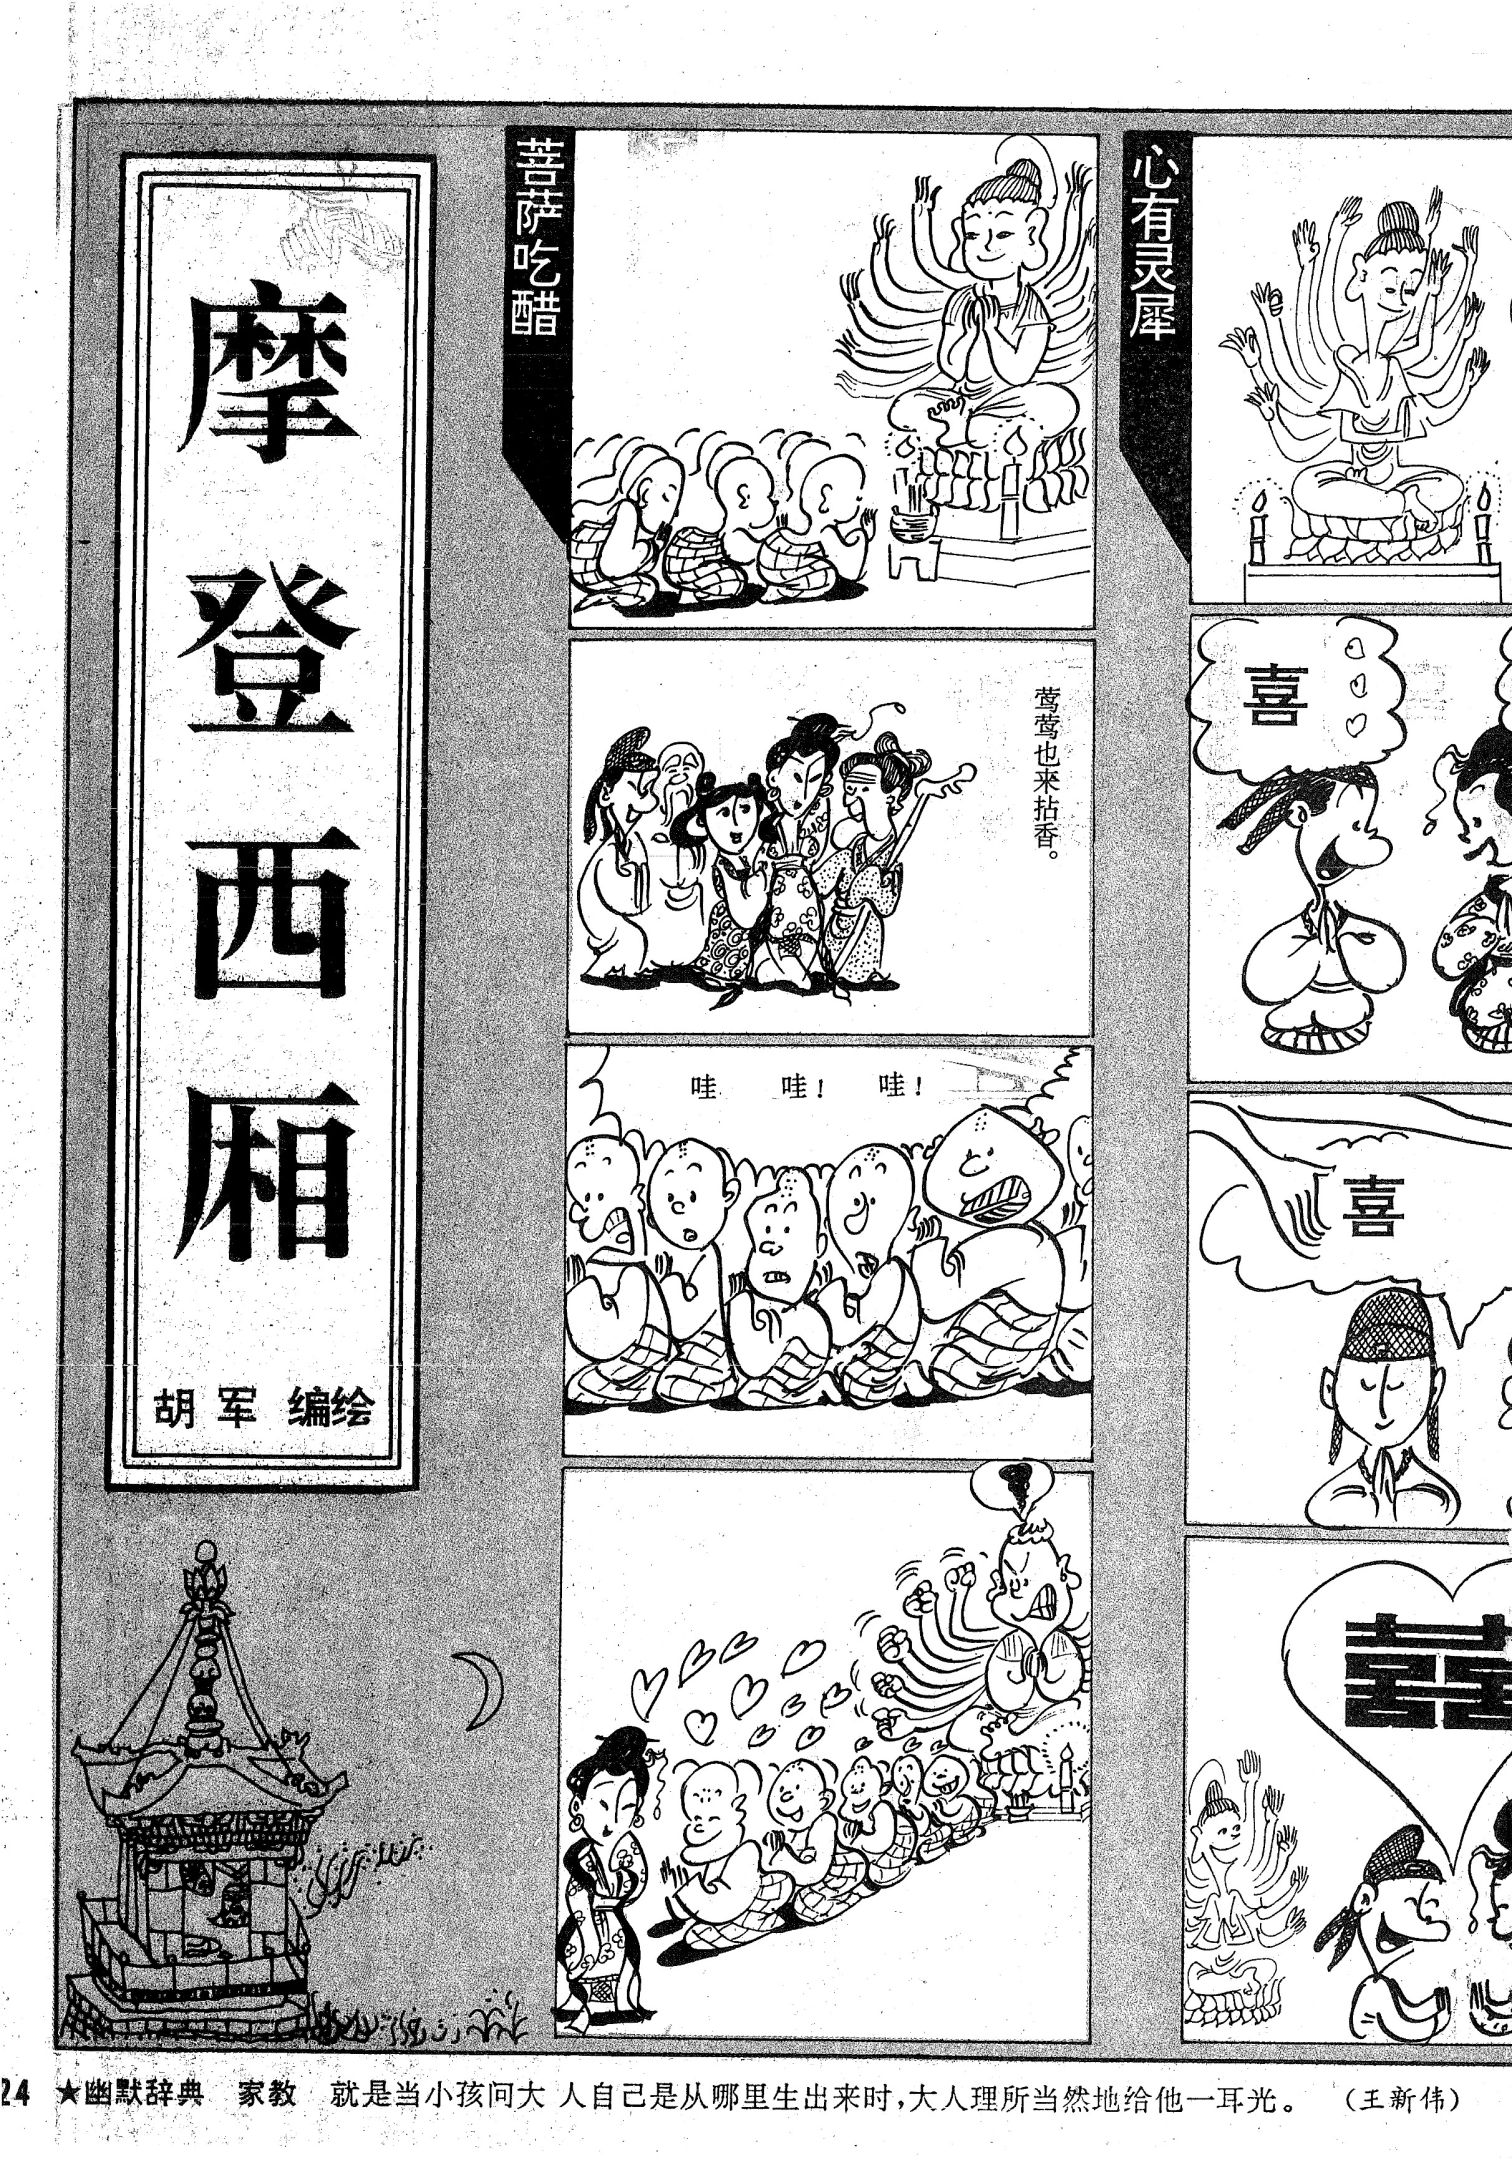 摩登西厢
胡军 编绘
菩萨吃醋
莺莺也来拈香。
哇 哇! 哇!
心有灵犀
喜
喜
囍
24 ★幽默辞典 家教 就是当小孩问大人自己是从哪里生出来时,大人理所当然地给他一耳光。 (王新伟)